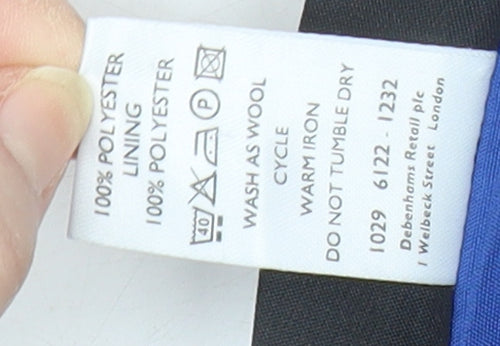 100% POLYESTER
LINING
100% POLYESTER
40 P
WASH AS WOOL
CYCLE
WARM IRON
DO NOT TUMBLE DRY
1029 6122 - 1232
Debenhams Retail plc
1 Welbeck Street London